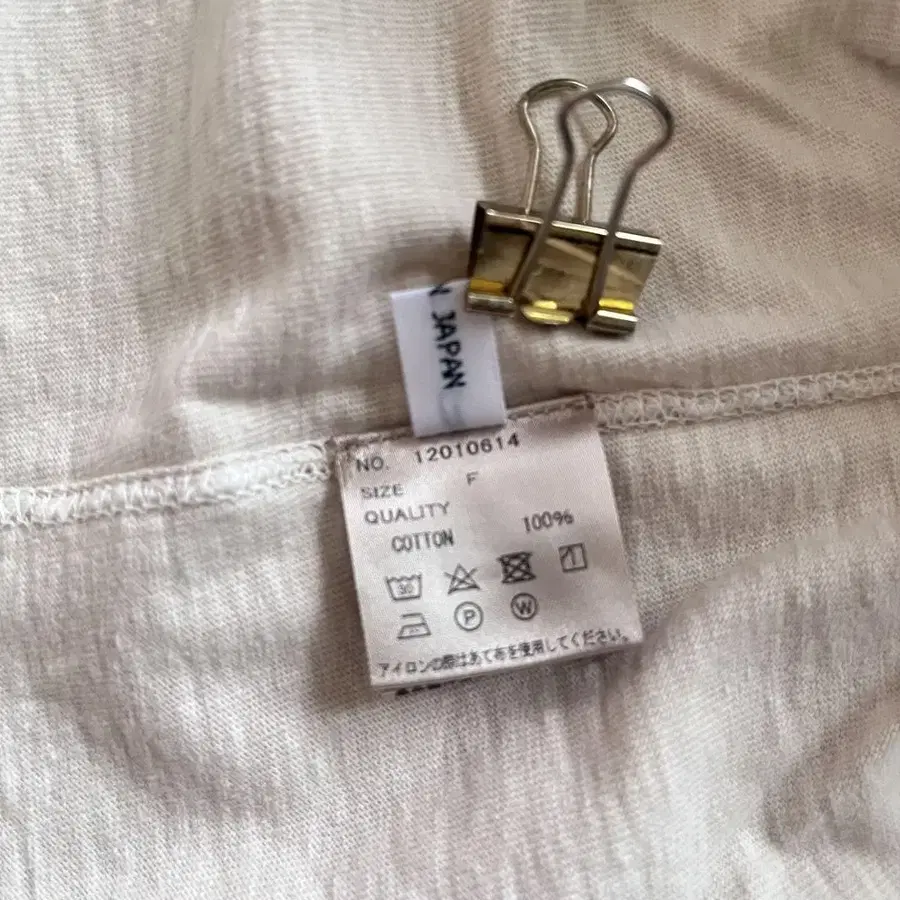 JAPAN
NO. 12010614
SIZE F
QUALITY
COTTON 100%
30
P W
アイロンの際はあて布を使用してください。